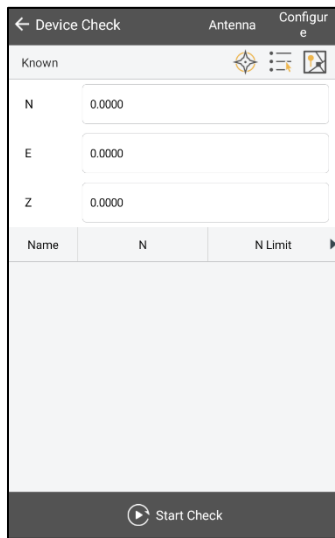 Device Check Antenna Configur
e
Known
N 0.0000
E 0.0000
Z 0.0000
Name N N Limit
Start Check